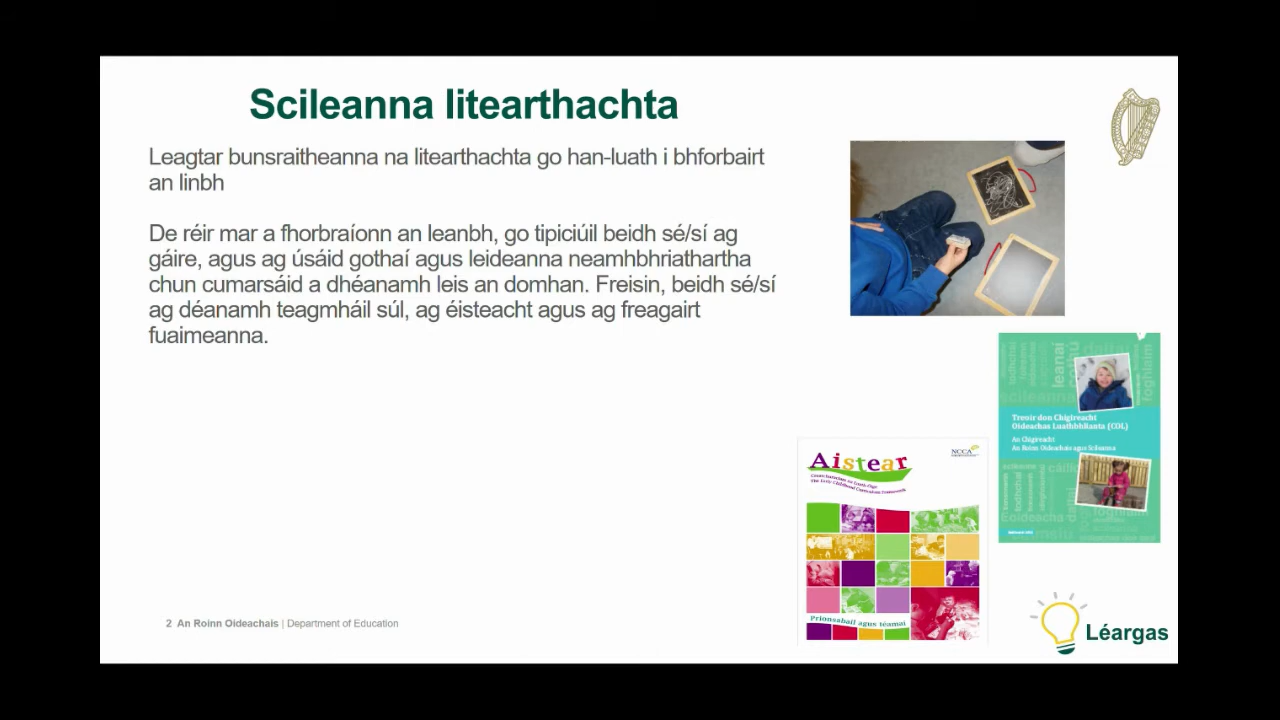 Scileanna litearthachta
Leagtar bunsraitheanna na litearthachta go han-luath i bhforbairt
an linbh
De réir mar a fhorbraíonn an leanbh, go tipiciúil beidh sé/sí ag
gáire, agus ag úsáid gothaí agus leideanna neamhbhriathartha
chun cumarsáid a dhéanamh leis an domhan. Freisin, beidh sé/sí
ag déanamh teagmháil súl, ag éisteacht agus ag freagairt
fuaimeanna.
Treoir don Chigireacht
Oideachas Luathbhlianta (COL)
An Chigireacht
An Roinn Oideachais agus Scileanna
NCCA
Aistear
Prionsabail agus téamaí
2 An Roinn Oideachais | Department of Education
Léargas